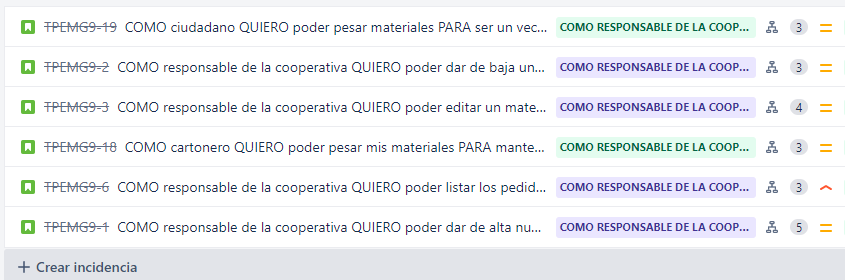 TPEMG9-19 COMO ciudadano QUIERO poder pesar materiales PARA ser un vec... COMO RESPONSABLE DE LA COOP... 3
TPEMG9-2 COMO responsable de la cooperativa QUIERO poder dar de baja un... COMO RESPONSABLE DE LA COOP... 3
TPEMG9-3 COMO responsable de la cooperativa QUIERO poder editar un mate... COMO RESPONSABLE DE LA COOP... 4
TPEMG9-18 COMO cartonero QUIERO poder pesar mis materiales PARA mante... COMO RESPONSABLE DE LA COOP... 3
TPEMG9-6 COMO responsable de la cooperativa QUIERO poder listar los pedid... COMO RESPONSABLE DE LA COOP... 3
TPEMG9-1 COMO responsable de la cooperativa QUIERO poder dar de alta nu... COMO RESPONSABLE DE LA COOP... 5
+ Crear incidencia